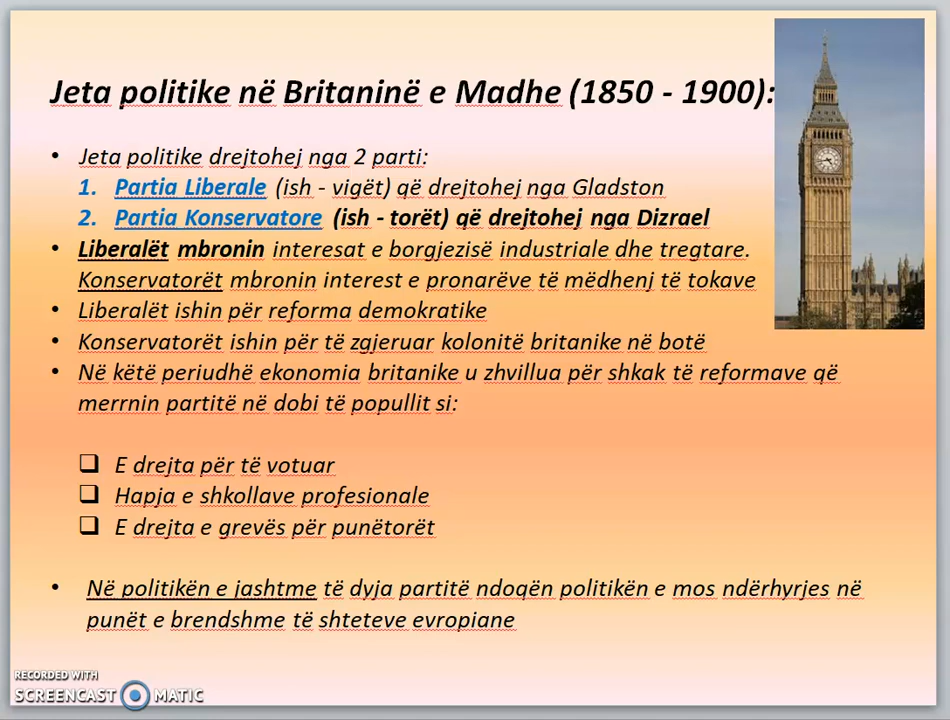 Jeta politike në Britaninë e Madhe (1850 - 1900):
• Jeta politike drejtohej nga 2 parti:
1. Partia Liberale (ish - vigët) që drejtohej nga Gladston
2. Partia Konservatore (ish - torët) që drejtohej nga Dizrael
• Liberalët mbronin interesat e borgjezisë industriale dhe tregtare.
Konservatorët mbronin interest e pronarëve të mëdhenj të tokave
• Liberalët ishin për reforma demokratike
• Konservatorët ishin për të zgjeruar kolonitë britanike në botë
• Në këtë periudhë ekonomia britanike u zhvillua për shkak të reformave që
merrnin partitë në dobi të popullit si:
❑ E drejta për të votuar
❑ Hapja e shkollave profesionale
❑ E drejta e grevës për punëtorët
• Në politikën e jashtme të dyja partitë ndoqën politikën e mos ndërhyrjes në
punët e brendshme të shteteve evropiane
RECORDED WITH
SCREENCAST MATIC